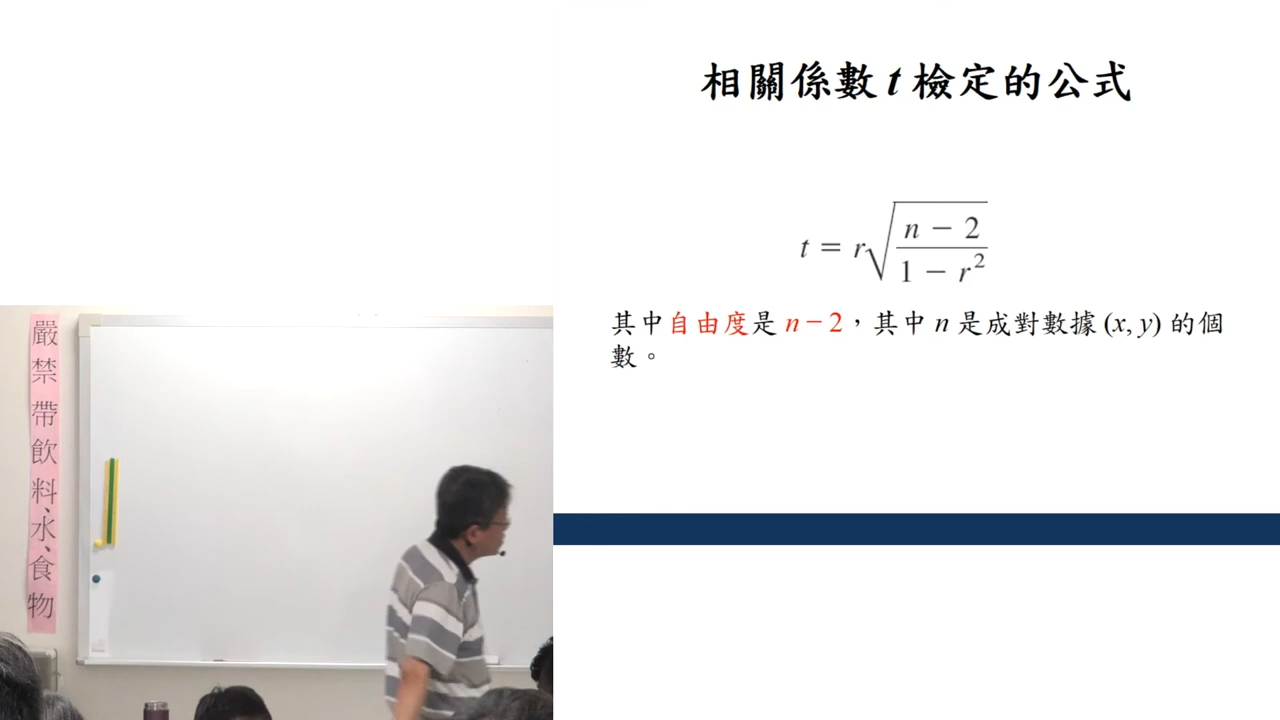 相關係數 t 檢定的公式
t = r√((n − 2)/(1 − r²))
其中自由度是 n − 2，其中 n 是成對數據 (x, y) 的個
數。
嚴禁帶飲料、水、食物